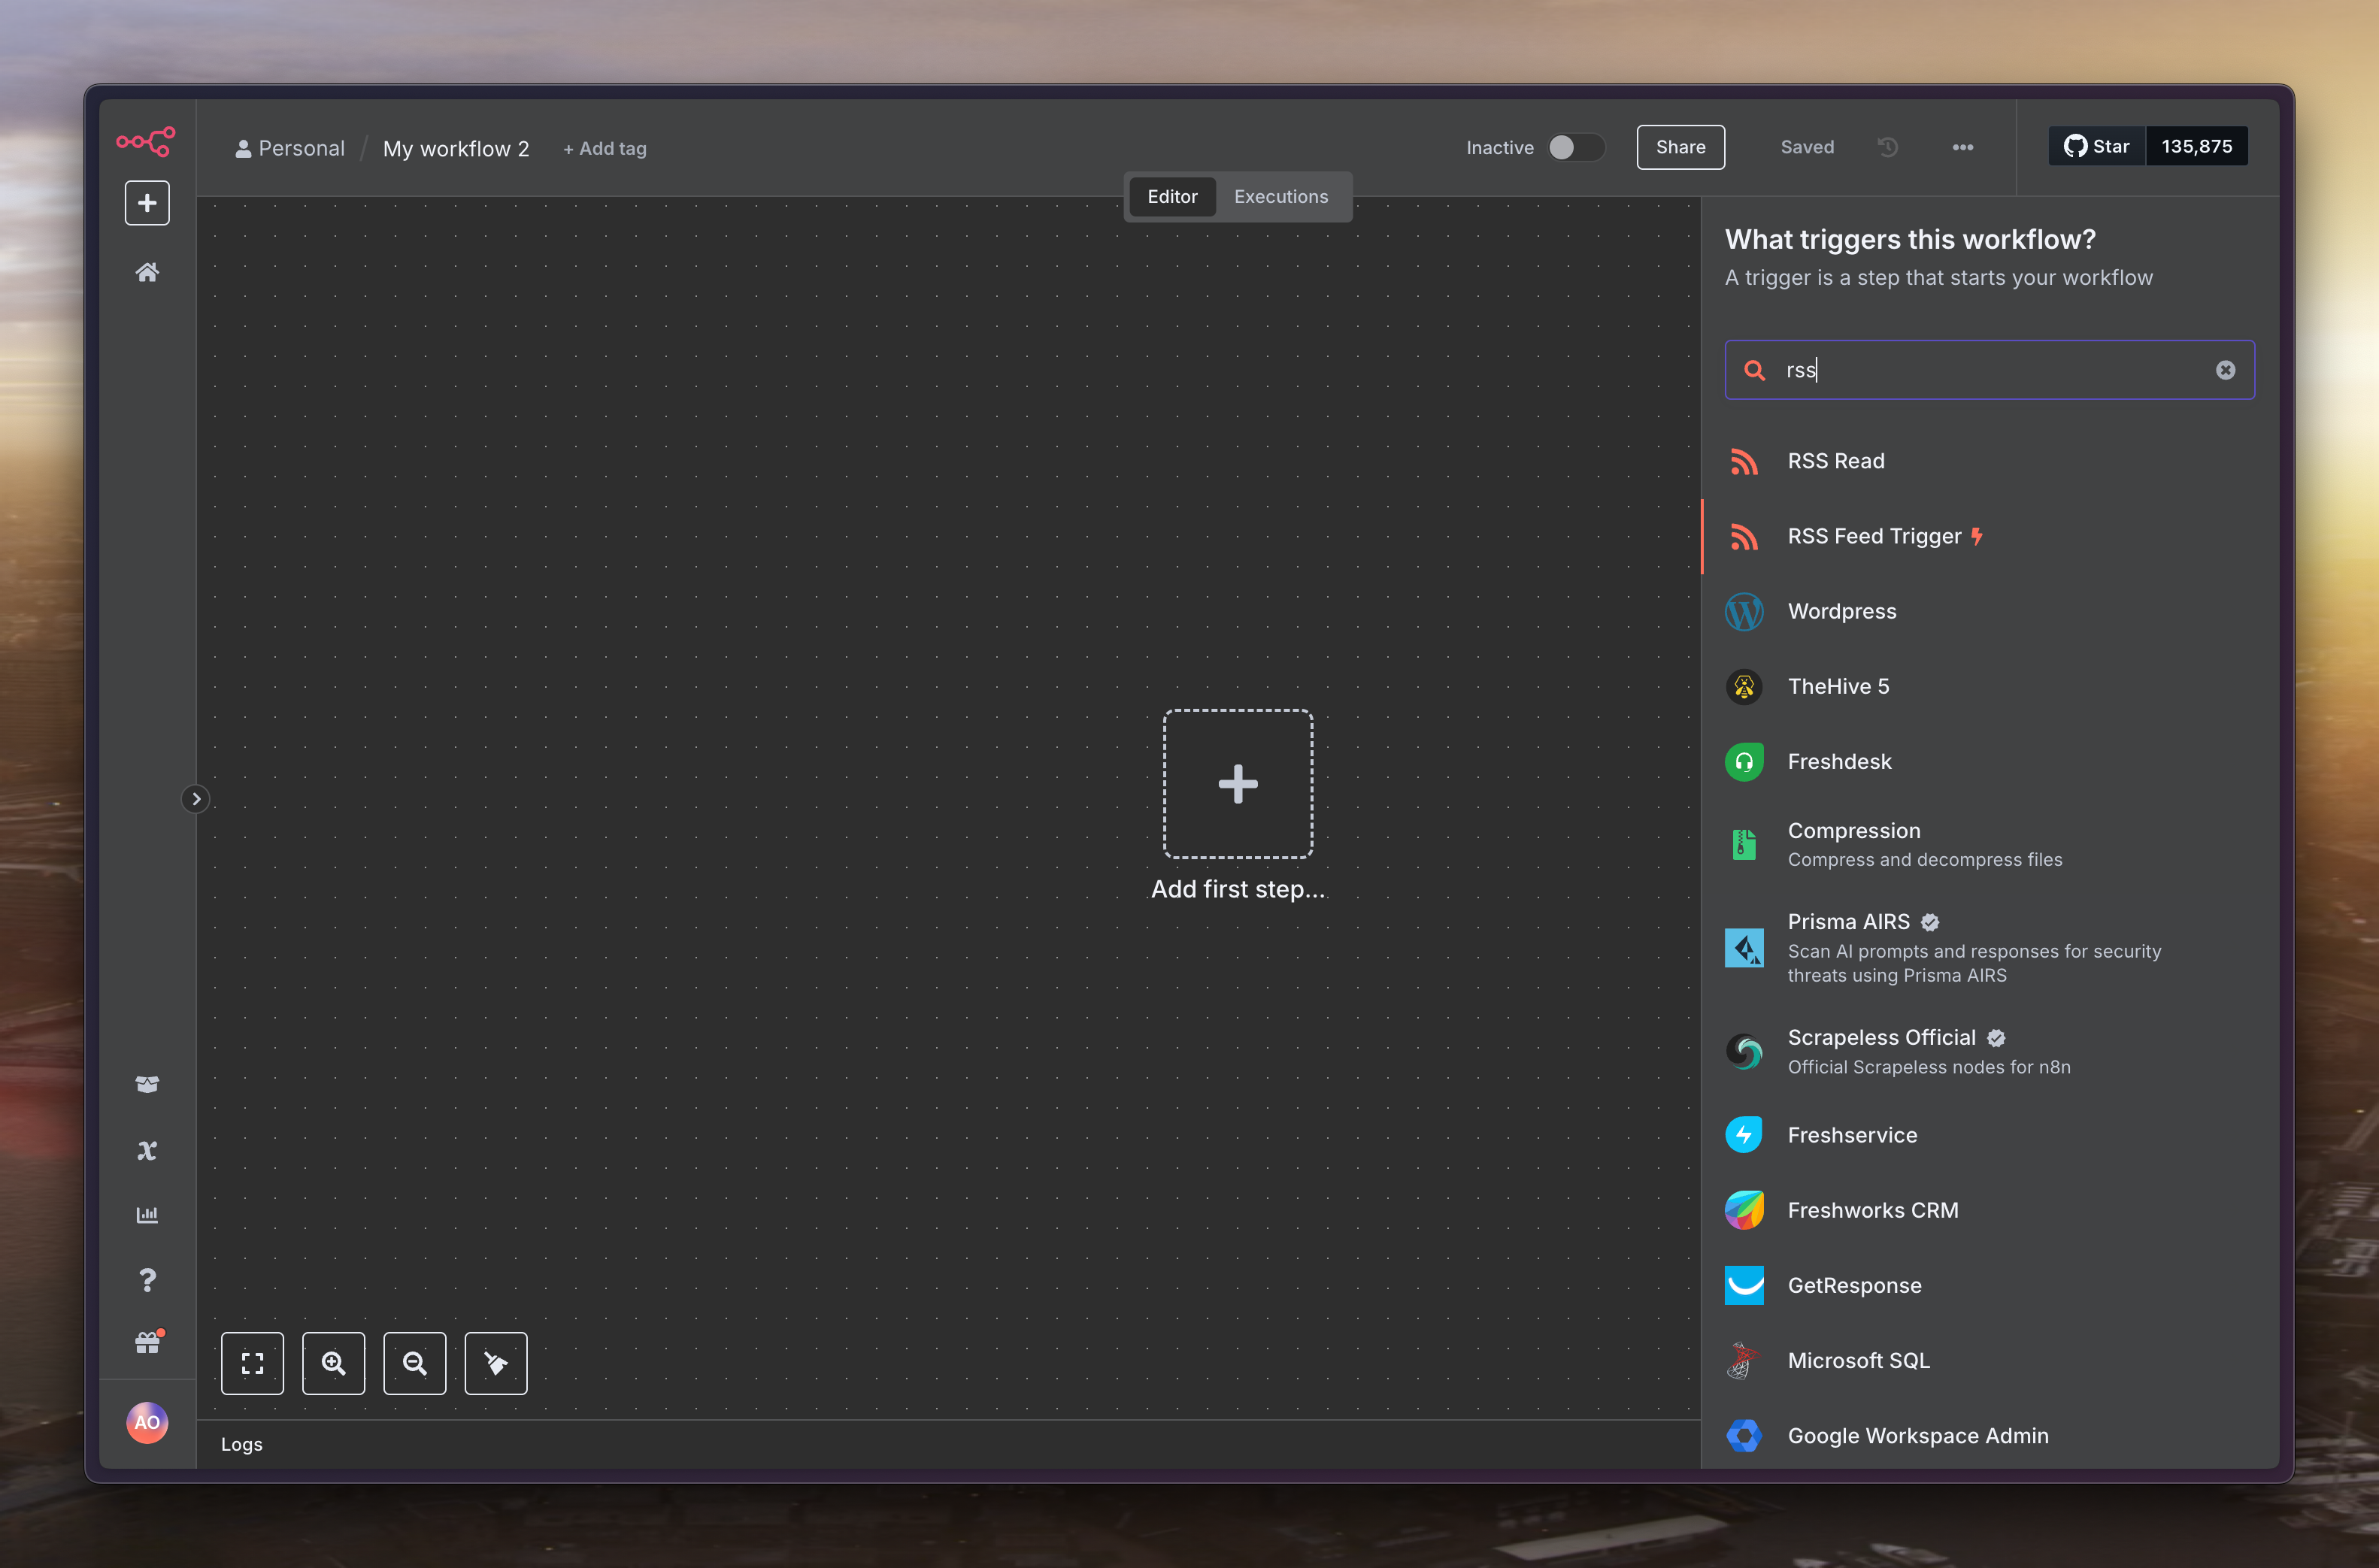 Personal / My workflow 2 + Add tag
Inactive
Share
Saved
Star 135,875
Editor Executions
What triggers this workflow?
A trigger is a step that starts your workflow
rss
RSS Read
RSS Feed Trigger
Wordpress
TheHive 5
Freshdesk
Compression
Compress and decompress files
Prisma AIRS
Scan AI prompts and responses for security
threats using Prisma AIRS
Scrapeless Official
Official Scrapeless nodes for n8n
Freshservice
Freshworks CRM
GetResponse
Microsoft SQL
Google Workspace Admin
Add first step...
AO
Logs